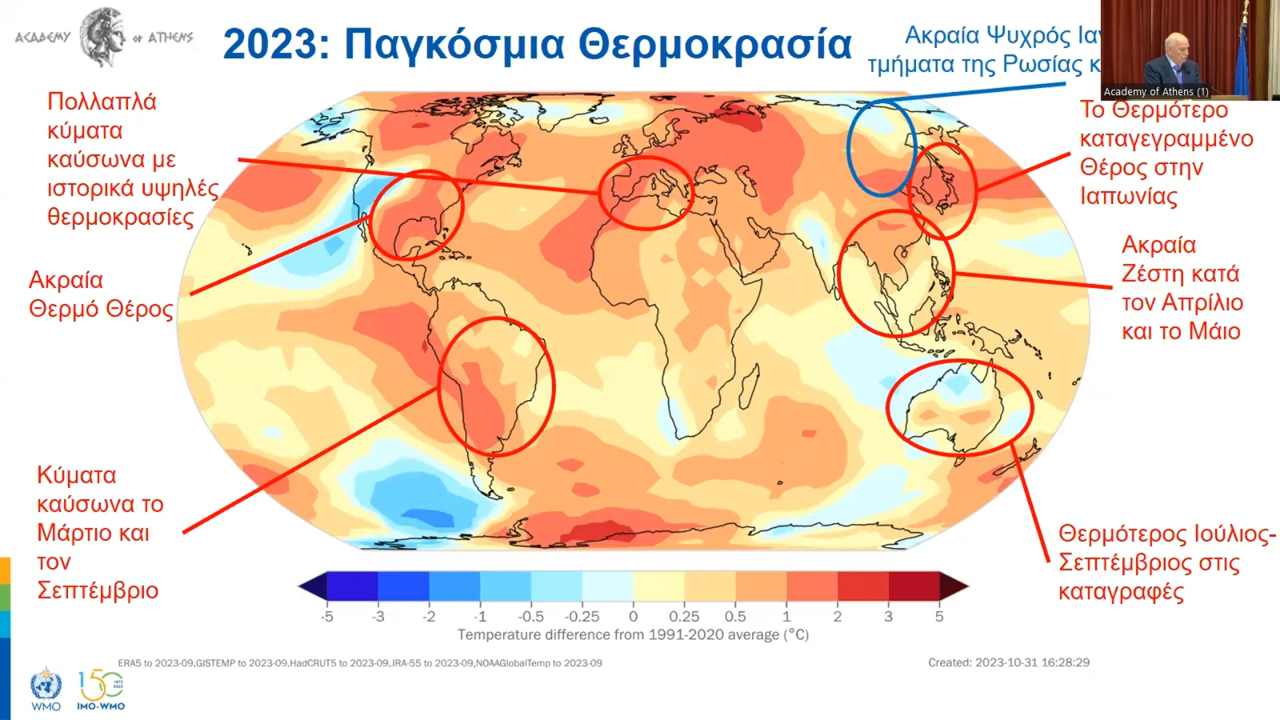 ACADEMY OF ATHENS
2023: Παγκόσμια Θερμοκρασία
Ακραία Ψυχρός
τμήματα της Ρωσίας
Academy of Athens (1)
Πολλαπλά
κύματα
καύσωνα με
ιστορικά υψηλές
θερμοκρασίες
Το Θερμότερο
καταγεγραμμένο
Θέρος στην
Ιαπωνίας
Ακραία
Θερμό Θέρος
Ακραία
Ζέστη κατά
τον Απρίλιο
και το Μάιο
Κύματα
καύσωνα το
Μάρτιο και
τον
Σεπτέμβριο
Θερμότερος Ιούλιος-
Σεπτέμβριος στις
καταγραφές
-5 -3 -2 -1 -0.5 -0.25 0 0.25 0.5 1 2 3 5
Temperature difference from 1991-2020 average (°C)
ERA5 to 2023-09,GISTEMP to 2023-09,HadCRUT5 to 2023-09,JRA-55 to 2023-09,NOAAGlobalTemp to 2023-09
Created: 2023-10-31 16:28:29
WMO
IMO-WMO